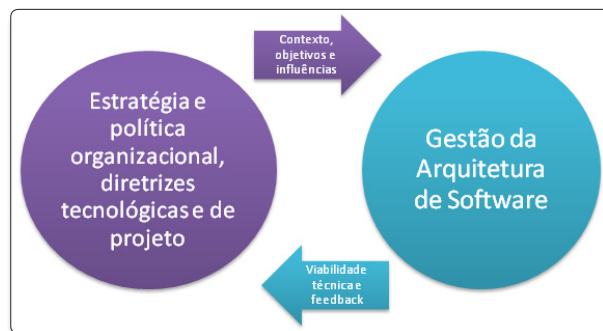 Contexto,
objetivos e
influências
Estratégia e
política
organizacional,
diretrizes
tecnológicas e de
projeto
Gestão da
Arquitetura
de Software
Viabilidade
técnica e
feedback